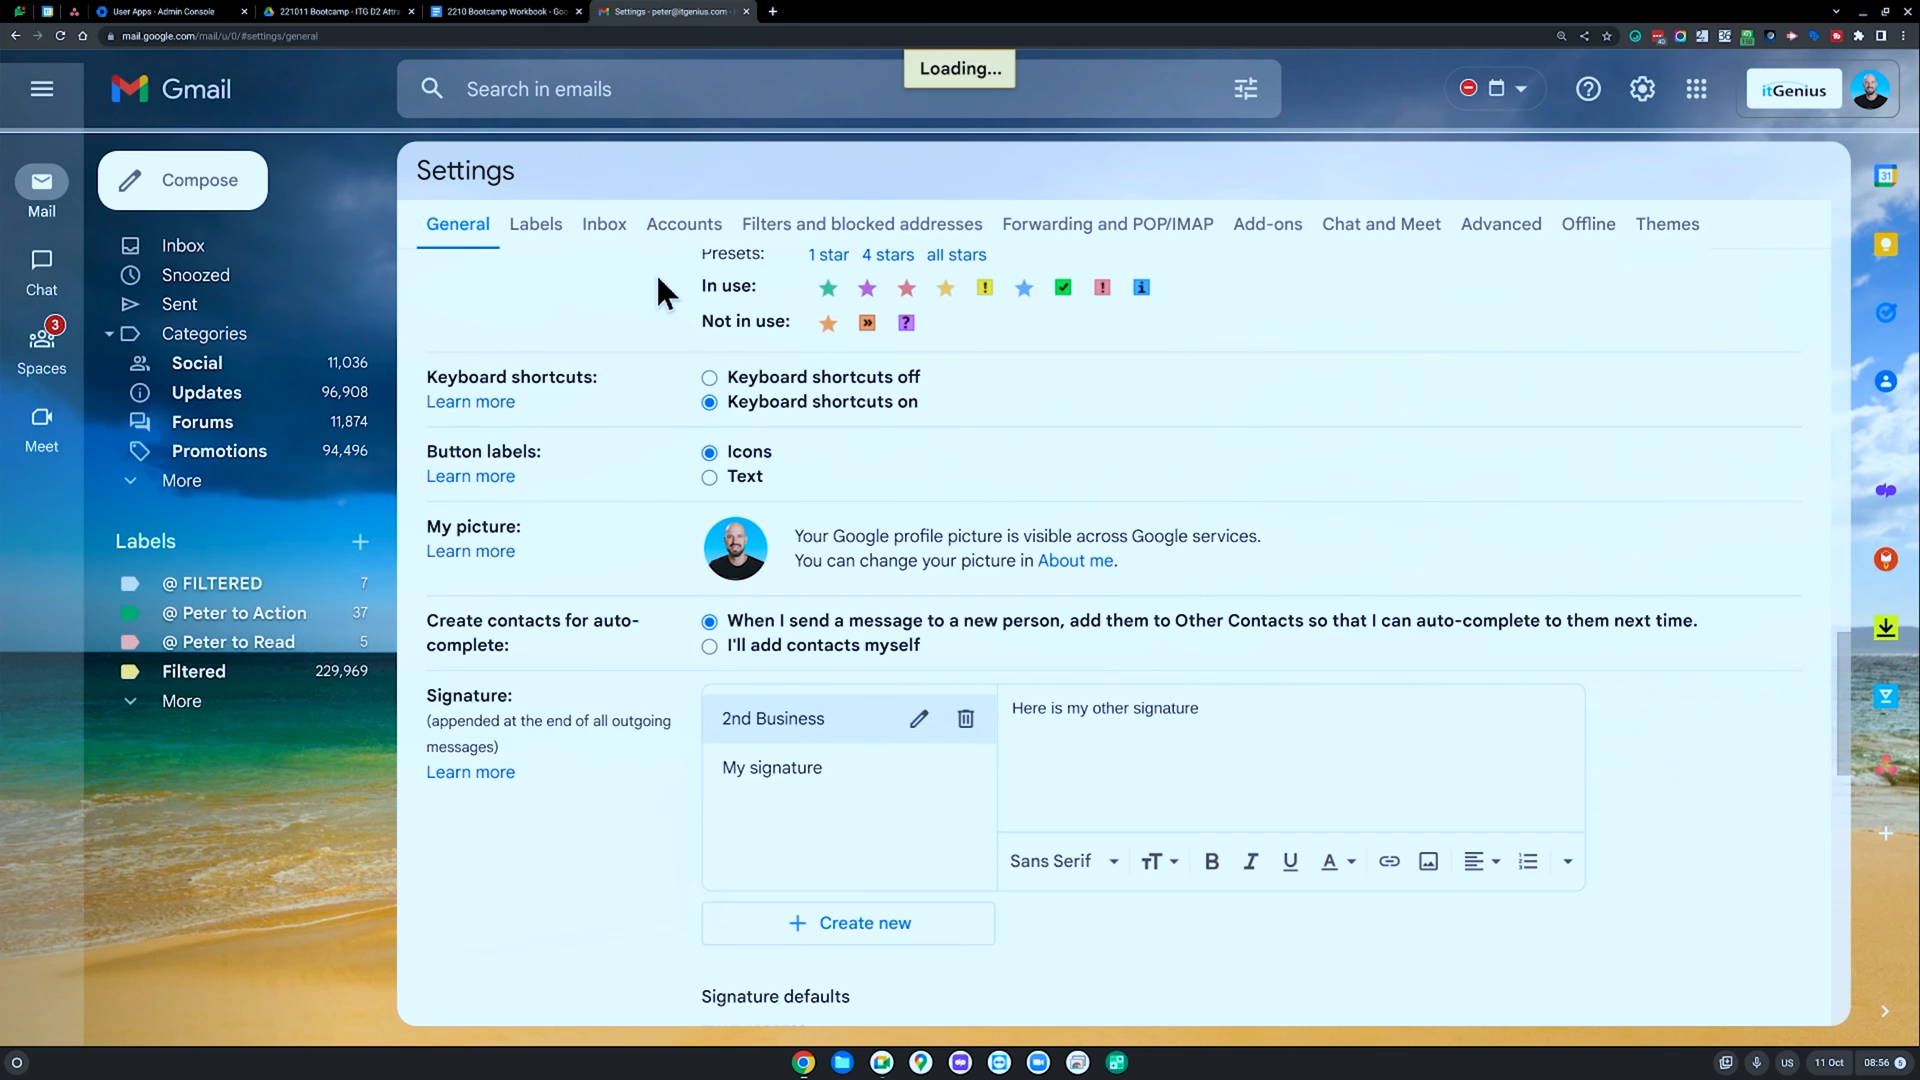 User Apps - Admin Console
221011 Bootcamp - ITG D2 Attra
2210 Bootcamp Workbook - Goo
Settings - peter@itgenius.com - i
mail.google.com/mail/u/0/#settings/general
Loading...
Gmail
Search in emails
itGenius
Mail
Chat
3
Spaces
Meet
Compose
Inbox
Snoozed
Sent
Categories
Social 11,036
Updates 96,908
Forums 11,874
Promotions 94,496
More
Labels
@ FILTERED 7
@ Peter to Action 37
@ Peter to Read 5
Filtered 229,969
More
Settings
General Labels Inbox Accounts Filters and blocked addresses Forwarding and POP/IMAP Add-ons Chat and Meet Advanced Offline Themes
Presets: 1 star 4 stars all stars
In use:
Not in use:
Keyboard shortcuts:
Learn more
Keyboard shortcuts off
Keyboard shortcuts on
Button labels:
Learn more
Icons
Text
My picture:
Learn more
Your Google profile picture is visible across Google services.
You can change your picture in About me.
Create contacts for auto-
complete:
When I send a message to a new person, add them to Other Contacts so that I can auto-complete to them next time.
I'll add contacts myself
Signature:
(appended at the end of all outgoing
messages)
Learn more
2nd Business
My signature
Here is my other signature
Sans Serif
Create new
Signature defaults
31
US
11 Oct
08:56
5